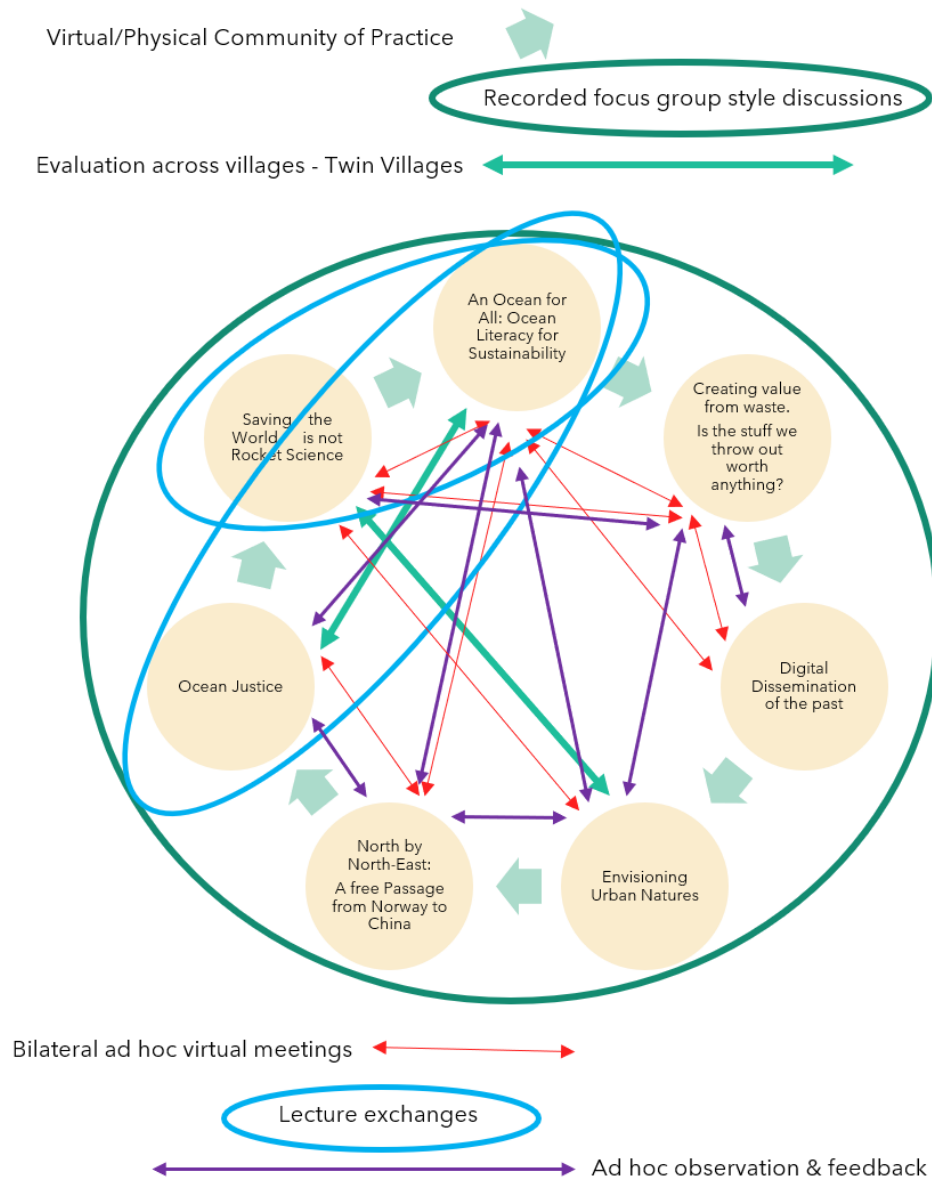 Virtual/Physical Community of Practice
Recorded focus group style discussions
Evaluation across villages - Twin Villages
An Ocean for
All: Ocean
Literacy for
Sustainability
Saving the
World is not
Rocket Science
Creating value
from waste.
Is the stuff we
throw out
worth
anything?
Ocean Justice
Digital
Dissemination
of the past
North by
North-East:
A free Passage
from Norway to
China
Envisioning
Urban Natures
Bilateral ad hoc virtual meetings
Lecture exchanges
Ad hoc observation & feedback